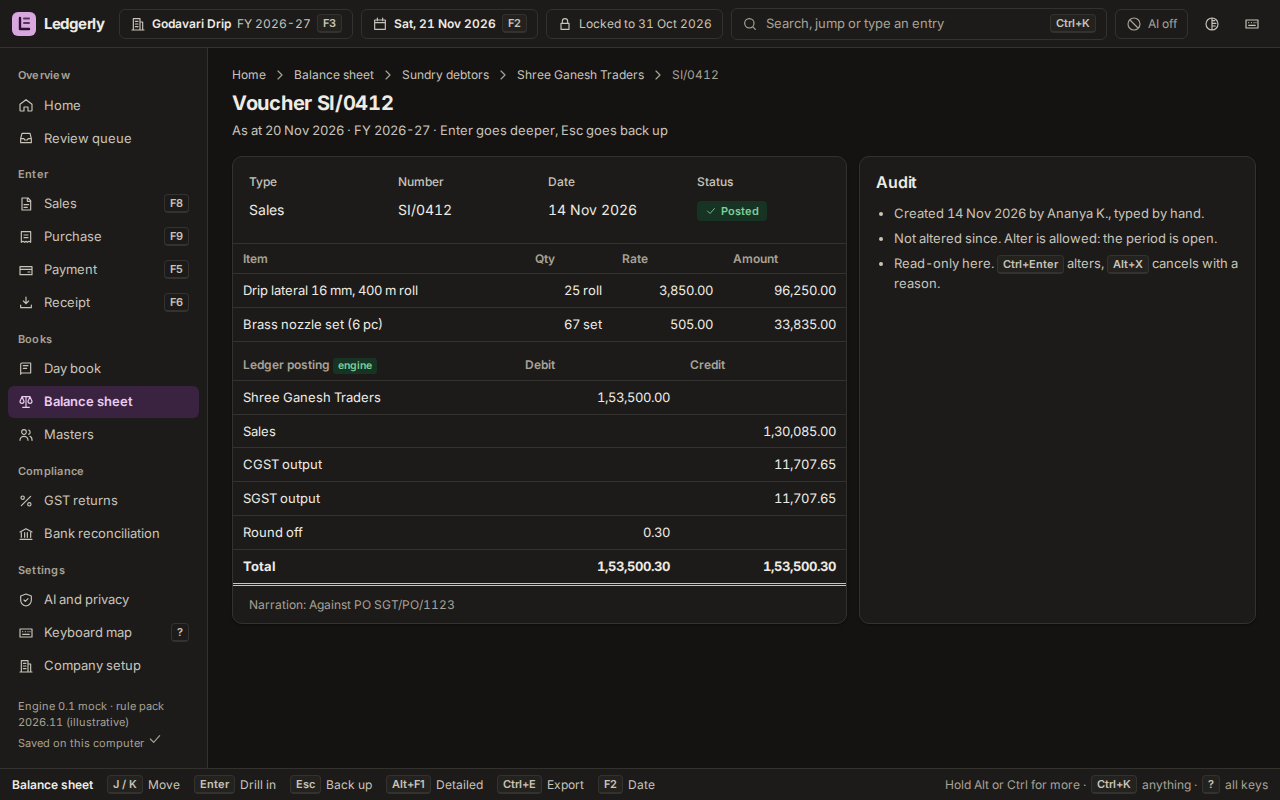 Ledgerly
Godavari Drip FY 2026-27 F3
Sat, 21 Nov 2026 F2
Locked to 31 Oct 2026
Search, jump or type an entry Ctrl+K
AI off
Overview
Home
Review queue
Enter
Sales F8
Purchase F9
Payment F5
Receipt F6
Books
Day book
Balance sheet
Masters
Compliance
GST returns
Bank reconciliation
Settings
AI and privacy
Keyboard map ?
Company setup
Engine 0.1 mock · rule pack
2026.11 (illustrative)
Saved on this computer
Home > Balance sheet > Sundry debtors > Shree Ganesh Traders > SI/0412
Voucher SI/0412
As at 20 Nov 2026 · FY 2026-27 · Enter goes deeper, Esc goes back up
Type Number Date Status
Sales SI/0412 14 Nov 2026 Posted
Item Qty Rate Amount
Drip lateral 16 mm, 400 m roll 25 roll 3,850.00 96,250.00
Brass nozzle set (6 pc) 67 set 505.00 33,835.00
Ledger posting engine Debit Credit
Shree Ganesh Traders 1,53,500.00
Sales 1,30,085.00
CGST output 11,707.65
SGST output 11,707.65
Round off 0.30
Total 1,53,500.30 1,53,500.30
Narration: Against PO SGT/PO/1123
Audit
• Created 14 Nov 2026 by Ananya K., typed by hand.
• Not altered since. Alter is allowed: the period is open.
• Read-only here. Ctrl+Enter alters, Alt+X cancels with a
reason.
Balance sheet J / K Move Enter Drill in Esc Back up Alt+F1 Detailed Ctrl+E Export F2 Date
Hold Alt or Ctrl for more · Ctrl+K anything · ? all keys